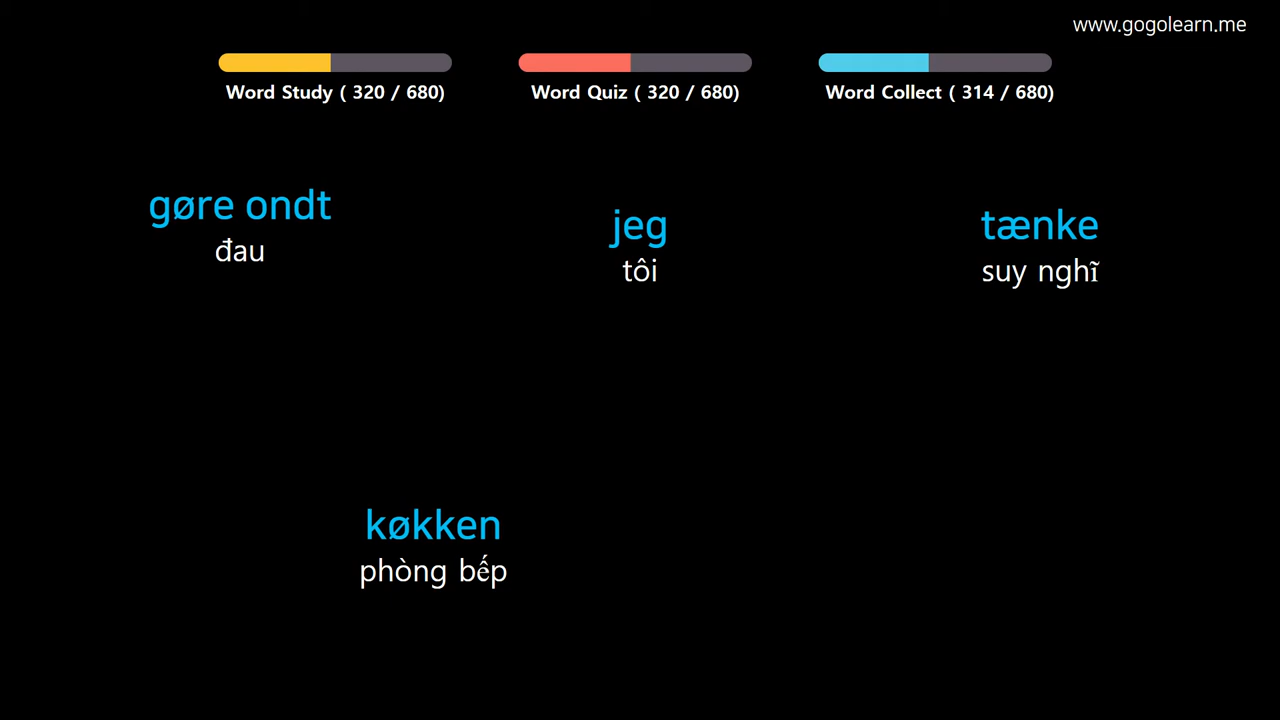 www.gogolearn.me
Word Study ( 320 / 680)
Word Quiz ( 320 / 680)
Word Collect ( 314 / 680)
gøre ondt
đau
jeg
tôi
tænke
suy nghĩ
køkken
phòng bếp